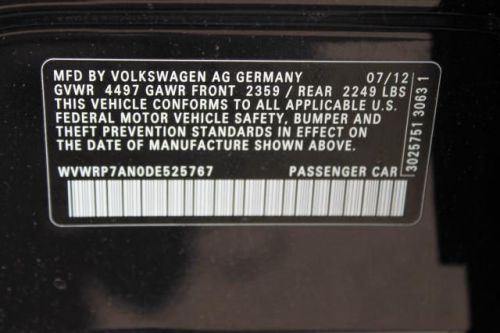 MFD BY VOLKSWAGEN AG GERMANY 07/12
GVWR 4497 GAWR FRONT 2359 / REAR 2249 LBS
THIS VEHICLE CONFORMS TO ALL APPLICABLE U.S.
FEDERAL MOTOR VEHICLE SAFETY, BUMPER AND
THEFT PREVENTION STANDARDS IN EFFECT ON
THE DATE OF MANUFACTURE SHOWN ABOVE.
WVWRP7AN0DE525767 PASSENGER CAR
3025751 3063 1